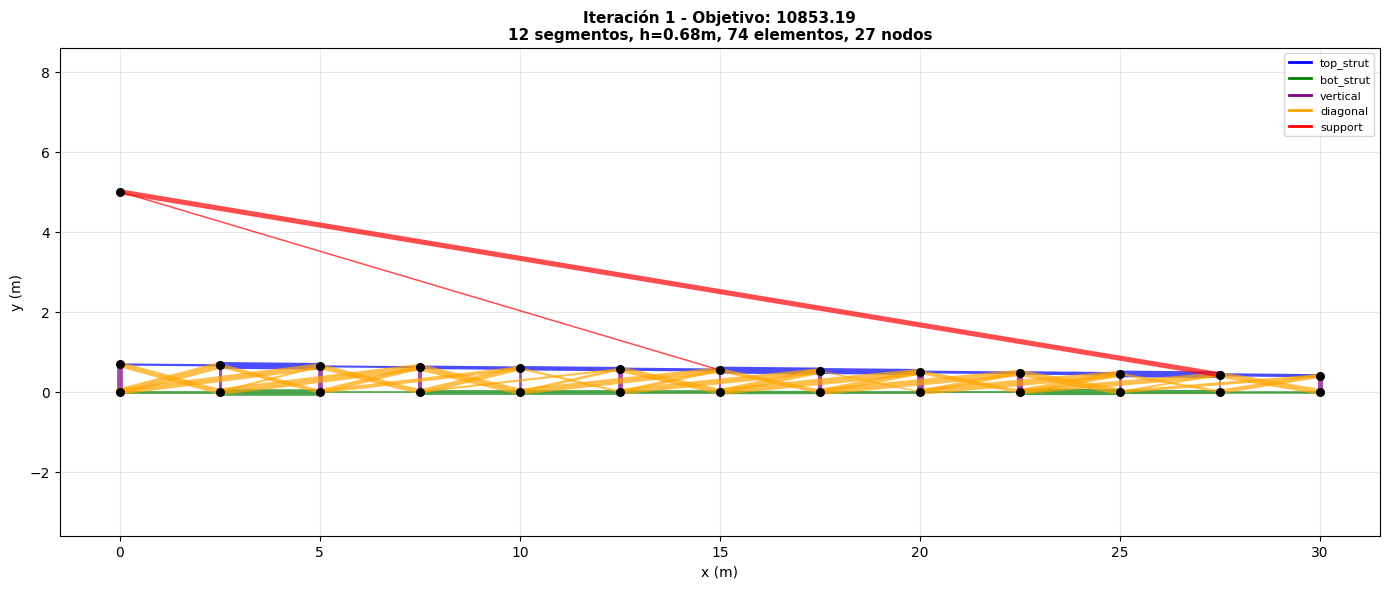 Iteración 1 - Objetivo: 10853.19
12 segmentos, h=0.68m, 74 elementos, 27 nodos
top_strut
bot_strut
vertical
diagonal
support
y (m)
8
6
4
2
0
−2
0
5
10
15
20
25
30
x (m)